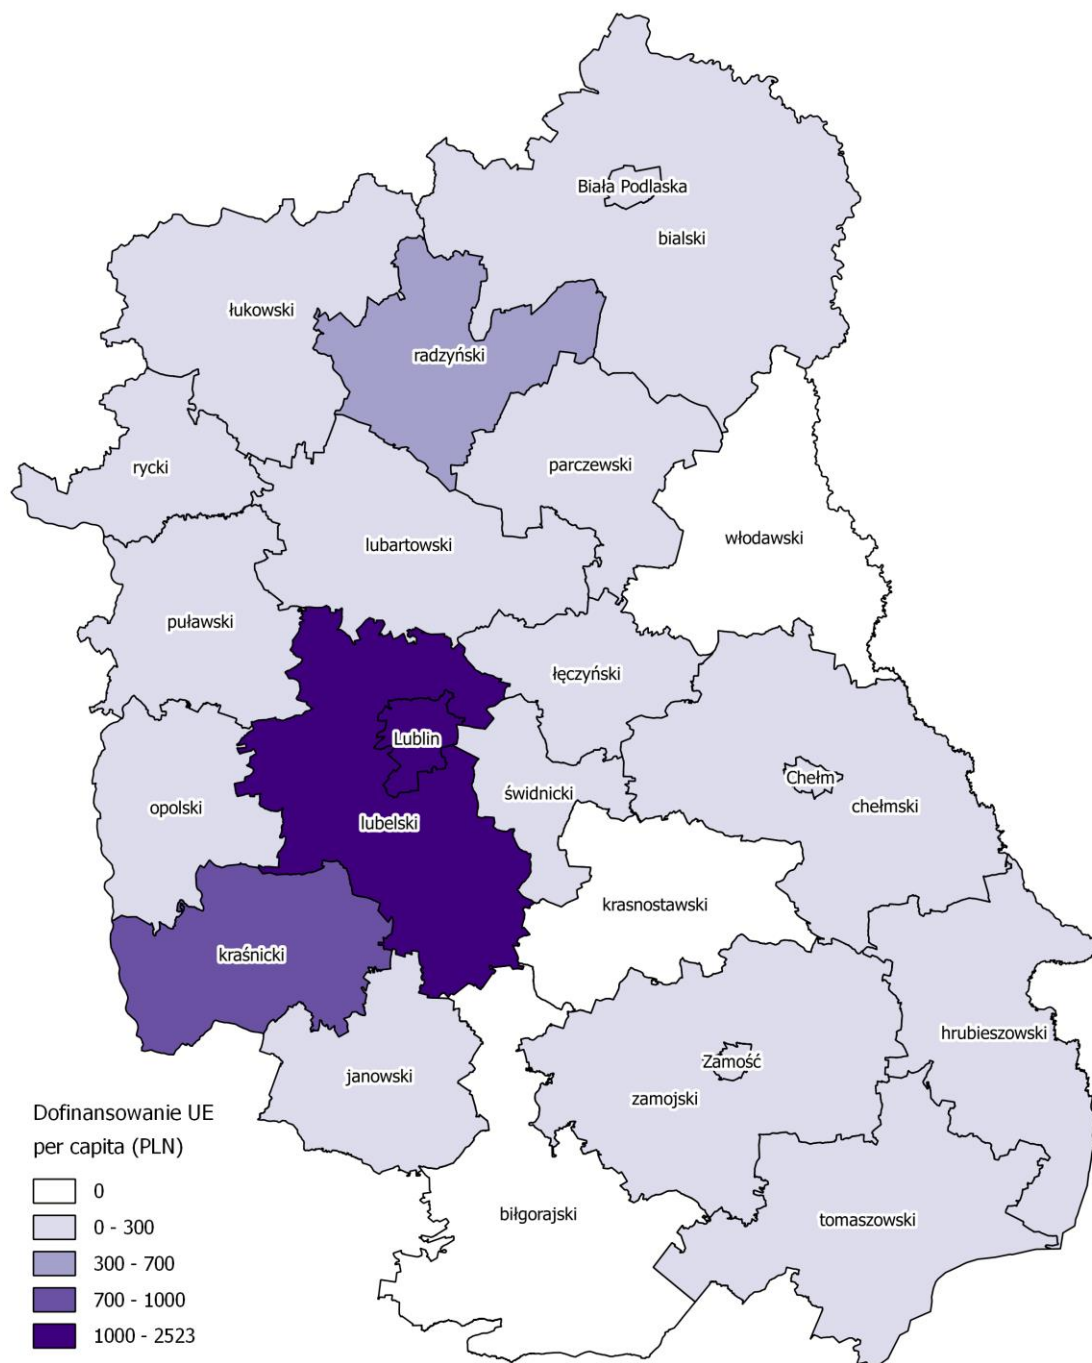 Biała Podlaska
bialski
łukowski
radzyński
rycki
parczewski
włodawski
lubartowski
puławski
łęczyński
Lublin
Chełm
opolski
świdnicki
chełmski
lubelski
krasnostawski
kraśnicki
hrubieszowski
Zamość
janowski
zamojski
biłgorajski
tomaszowski
Dofinansowanie UE
per capita (PLN)
0
0 - 300
300 - 700
700 - 1000
1000 - 2523